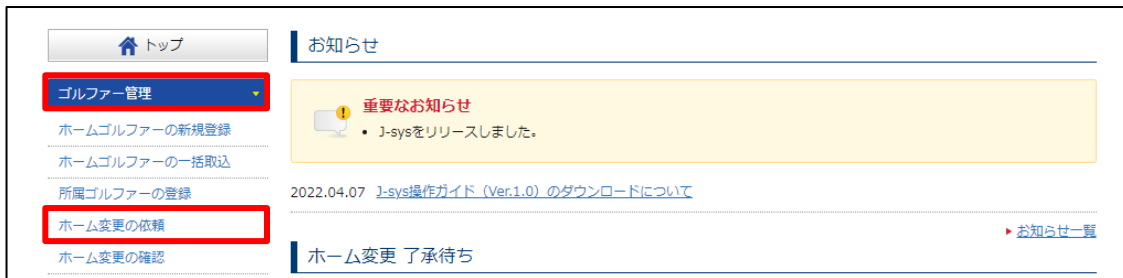 トップ
ゴルファー管理
ホームゴルファーの新規登録
ホームゴルファーの一括取込
所属ゴルファーの登録
ホーム変更の依頼
ホーム変更の確認
お知らせ
重要なお知らせ
• J-sysをリリースしました。
2022.04.07 J-sys操作ガイド（Ver.1.0）のダウンロードについて
お知らせ一覧
ホーム変更 了承待ち